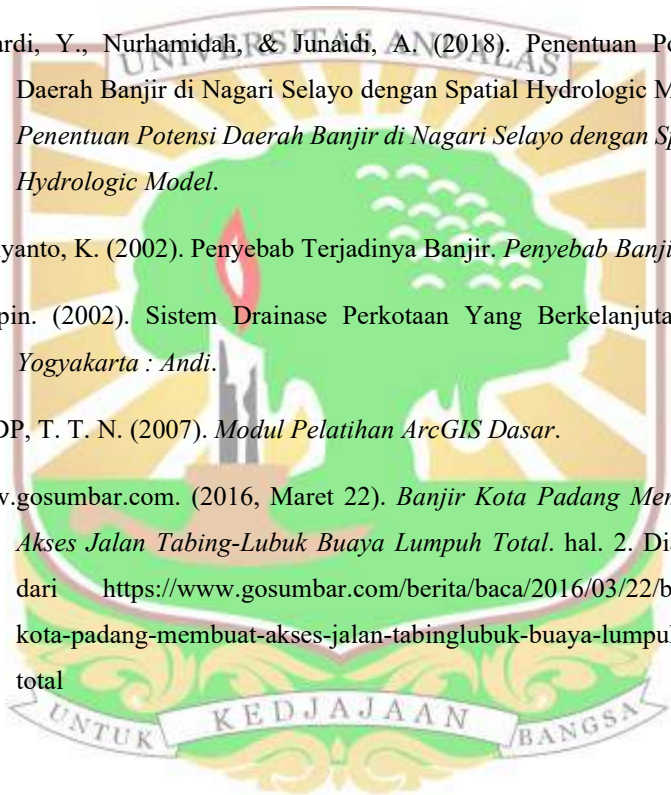 UNIVERSITAS ANDALAS
ardi, Y., Nurhamidah, & Junaidi, A. (2018). Penentuan Po
Daerah Banjir di Nagari Selayo dengan Spatial Hydrologic M
Penentuan Potensi Daerah Banjir di Nagari Selayo dengan Sp
Hydrologic Model.
yanto, K. (2002). Penyebab Terjadinya Banjir. Penyebab Banji
pin. (2002). Sistem Drainase Perkotaan Yang Berkelanjuta
Yogyakarta : Andi.
DP, T. T. N. (2007). Modul Pelatihan ArcGIS Dasar.
w.gosumbar.com. (2016, Maret 22). Banjir Kota Padang Mem
Akses Jalan Tabing-Lubuk Buaya Lumpuh Total. hal. 2. Di
dari https://www.gosumbar.com/berita/baca/2016/03/22/b
kota-padang-membuat-akses-jalan-tabinglubuk-buaya-lumpu
total
UNTUK KEDJAJAAN BANGSA